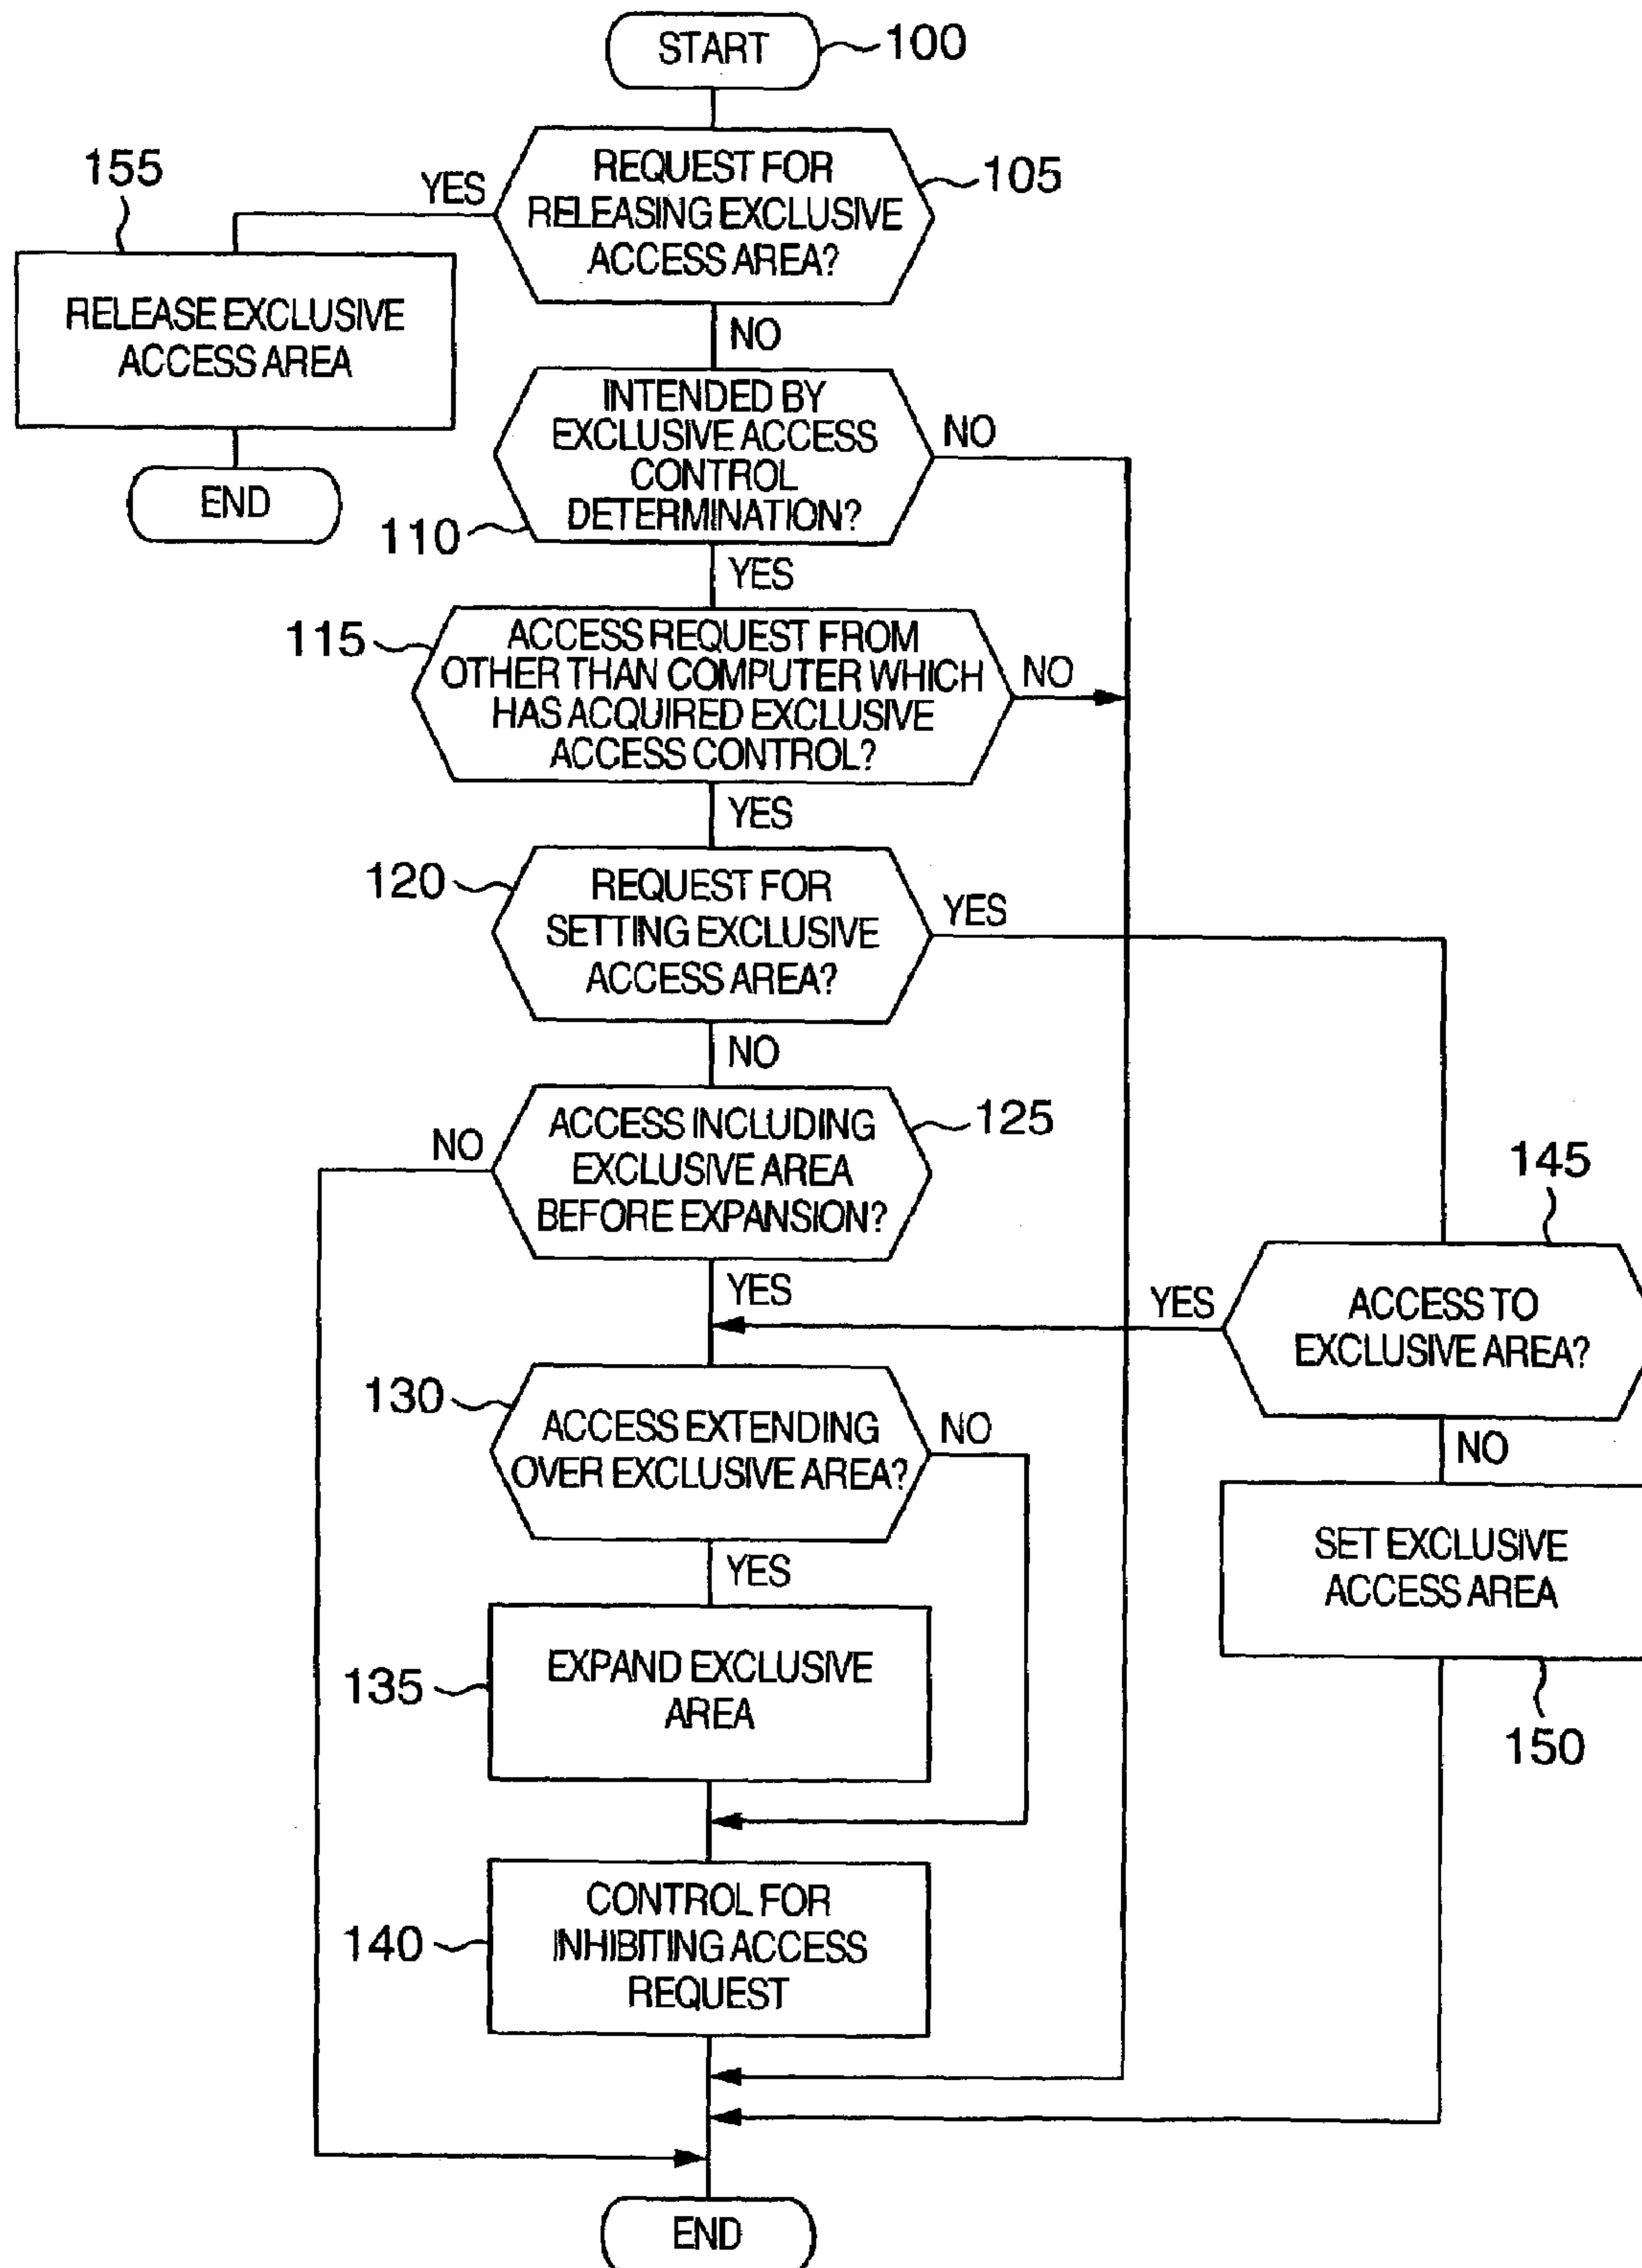 START
100
REQUEST FOR
RELEASING EXCLUSIVE
ACCESS AREA?
105
YES
155
RELEASE EXCLUSIVE
ACCESS AREA
END
NO
INTENDED BY
EXCLUSIVE ACCESS
CONTROL
DETERMINATION?
110
NO
YES
115
ACCESS REQUEST FROM
OTHER THAN COMPUTER WHICH
HAS ACQUIRED EXCLUSIVE
ACCESS CONTROL?
NO
YES
120
REQUEST FOR
SETTING EXCLUSIVE
ACCESS AREA?
YES
NO
ACCESS INCLUDING
EXCLUSIVE AREA
BEFORE EXPANSION?
125
NO
YES
145
ACCESS TO
EXCLUSIVE AREA?
YES
NO
130
ACCESS EXTENDING
OVER EXCLUSIVE AREA?
NO
YES
SET EXCLUSIVE
ACCESS AREA
150
135
EXPAND EXCLUSIVE
AREA
140
CONTROL FOR
INHIBITING ACCESS
REQUEST
END